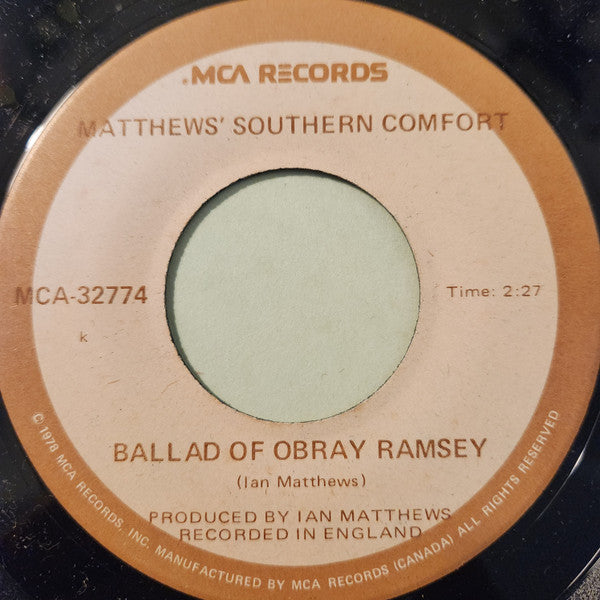 .MCA RECORDS
MATTHEWS' SOUTHERN COMFORT
MCA-32774
Time: 2:27
k
BALLAD OF OBRAY RAMSEY
(Ian Matthews)
PRODUCED BY IAN MATTHEWS
RECORDED IN ENGLAND
© 1978 MCA RECORDS, INC. MANUFACTURED BY MCA RECORDS (CANADA) ALL RIGHTS RESERVED